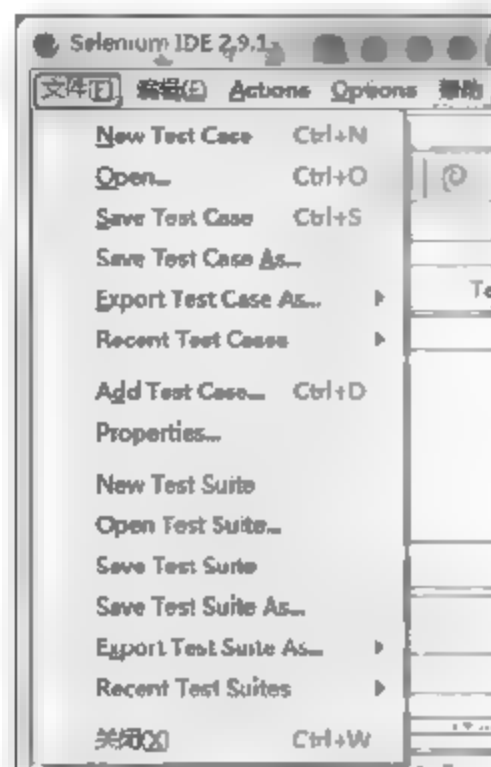 Selenium IDE 2.9.1
文件(F) 编辑(E) Actions Options 帮助
New Test Case Ctrl+N
Open... Ctrl+O
Save Test Case Ctrl+S
Save Test Case As...
Export Test Case As...
Te
Recent Test Cases
Add Test Case... Ctrl+D
Properties...
New Test Suite
Open Test Suite...
Save Test Suite
Save Test Suite As...
Export Test Suite As...
Recent Test Suites
关闭(X) Ctrl+W